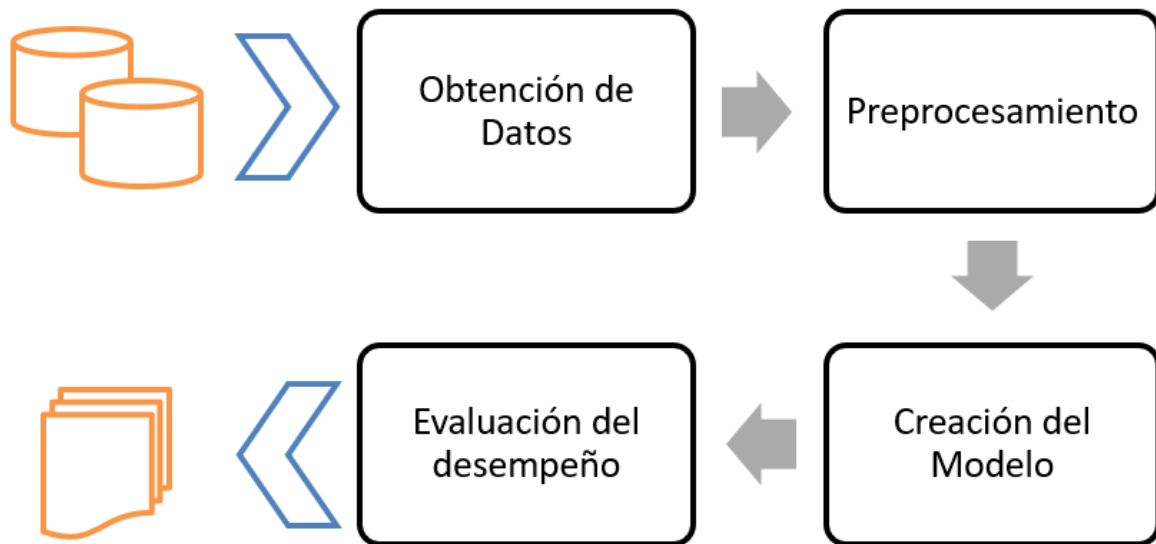 Obtención de
Datos
Preprocesamiento
Creación del
Modelo
Evaluación del
desempeño